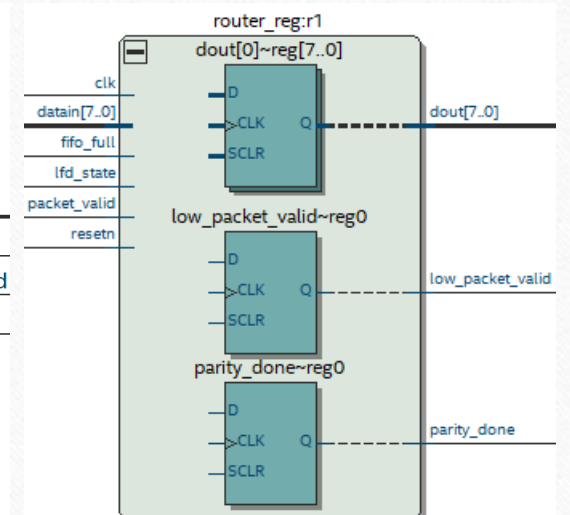 router_reg:r1
dout[0]~reg[7..0]
clk
datain[7..0]
fifo_full
lfd_state
packet_valid
resetn
D
CLK
Q
SCLR
dout[7..0]
low_packet_valid~reg0
D
CLK
Q
SCLR
low_packet_valid
parity_done~reg0
D
CLK
Q
SCLR
parity_done
d